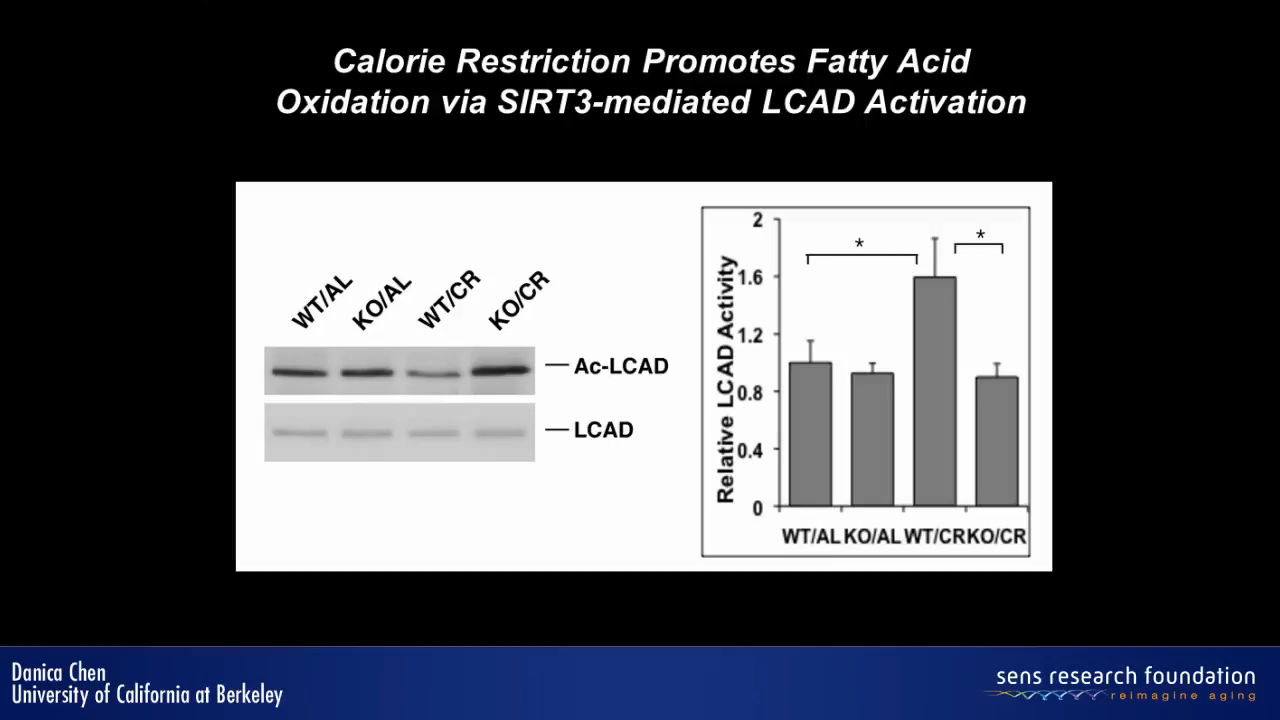 Calorie Restriction Promotes Fatty Acid
Oxidation via SIRT3-mediated LCAD Activation
WT/AL
KO/AL
WT/CR
KO/CR
Ac-LCAD
LCAD
Relative LCAD Activity
2
1.6
1.2
0.8
0.4
0
*
*
WT/AL KO/AL WT/CR KO/CR
Danica Chen
University of California at Berkeley
sens research foundation
reimagine aging